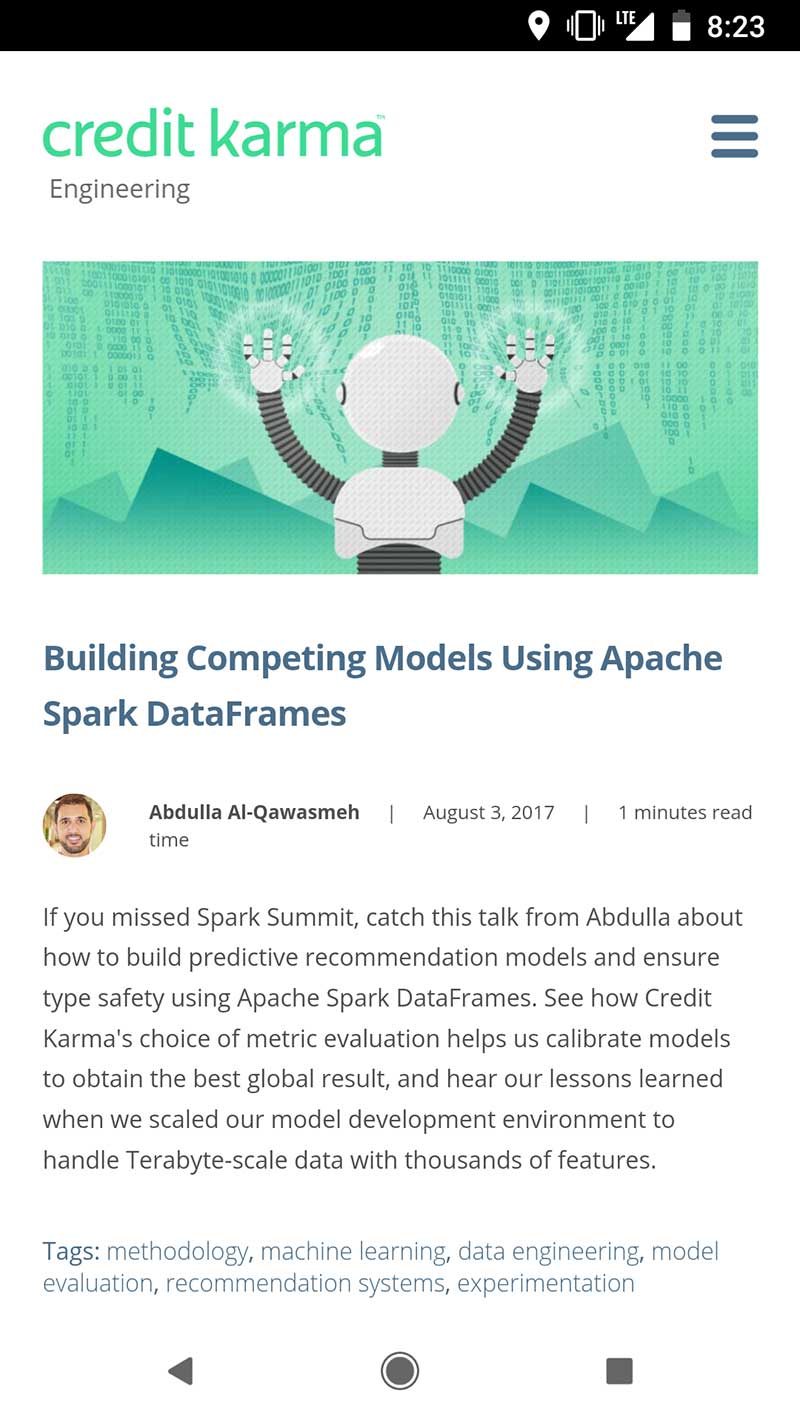 LTE 8:23
credit karma™
Engineering
Building Competing Models Using Apache
Spark DataFrames
Abdulla Al-Qawasmeh | August 3, 2017 | 1 minutes read
time
If you missed Spark Summit, catch this talk from Abdulla about
how to build predictive recommendation models and ensure
type safety using Apache Spark DataFrames. See how Credit
Karma's choice of metric evaluation helps us calibrate models
to obtain the best global result, and hear our lessons learned
when we scaled our model development environment to
handle Terabyte-scale data with thousands of features.
Tags: methodology, machine learning, data engineering, model
evaluation, recommendation systems, experimentation